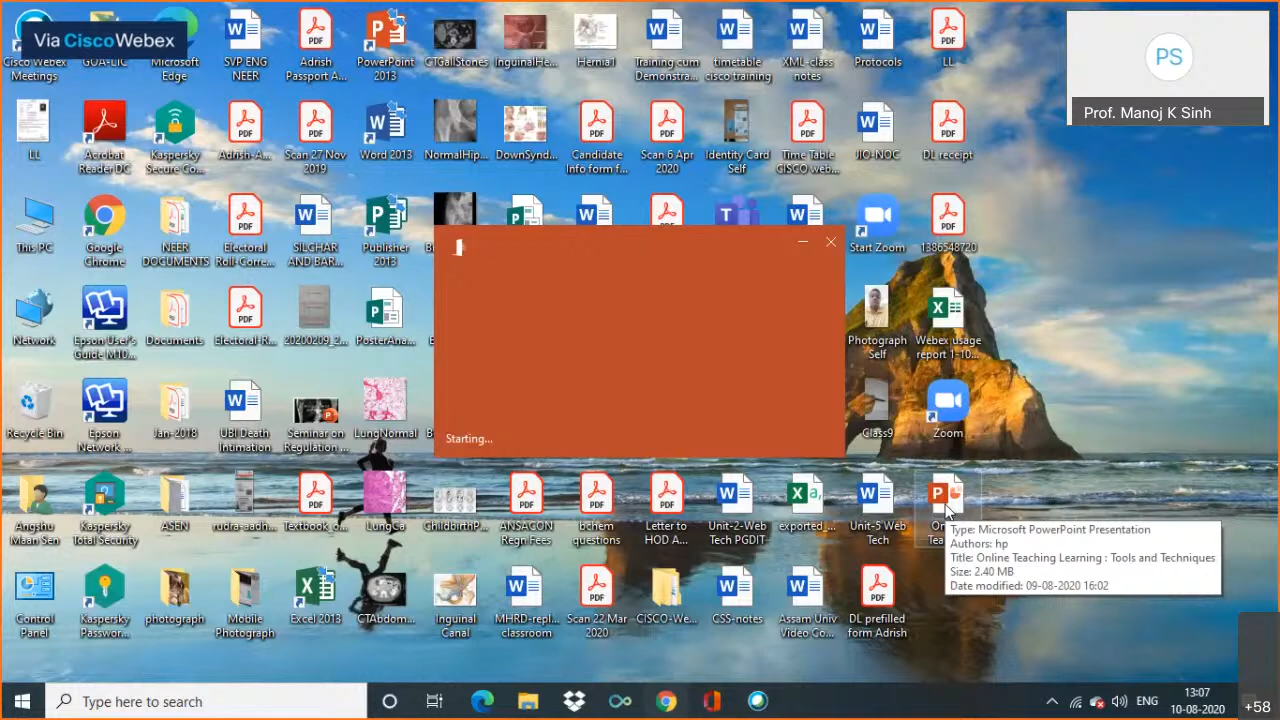 Via Cisco Webex
Cisco Webex
Meetings
GUA-LIC
Microsoft
Edge
SVP ENG
NEER
Adrish
Passport A...
PowerPoint
2013
CTGallStones
InguinalHe...
Hernia1
Training cum
Demonstra...
timetable
cisco training
XML-class
notes
Protocols
LL
PS
Prof. Manoj K Sinh
LL
Acrobat
Reader DC
Kaspersky
Secure Co...
Adrish-A...
Scan 27 Nov
2019
Word 2013
NormalHip...
DownSynd...
Candidate
Info form f...
Scan 6 Apr
2020
Identity Card
Self
Time Table
CISCO web...
JIO-NOC
DL receipt
This PC
Google
Chrome
NEER
DOCUMENTS
Electoral
Roll-Corre...
SILCHAR
AND BAR...
Publisher
2013
Start Zoom
1386548720
Network
Epson User's
Guide M10...
Documents
Electoral-R...
20200209_2...
PosterAna...
Photograph
Self
Webex usage
report 1-10...
Recycle Bin
Epson
Network ...
Jan-2018
UBI Death
Intimation
Seminar on
Regulation ...
LungNormal
Starting...
Class9
Zoom
Angshu
Maan Sen
Kaspersky
Total Security
ASEN
rudra-aadh...
Textbook_o...
LungCa
ChildbirthP...
ANSACON
Regn Fees
bchem
questions
Letter to
HOD A...
Unit-2-Web
Tech PGDIT
exported_...
Unit-5 Web
Tech
Type: Microsoft PowerPoint Presentation
Authors: hp
Title: Online Teaching Learning : Tools and Techniques
Size: 2.40 MB
Date modified: 09-08-2020 16:02
Control
Panel
Kaspersky
Passwor...
photograph
Mobile
Photograph
Excel 2013
CTAbdom...
Inguinal
Canal
MHRD-repl...
classroom
Scan 22 Mar
2020
CISCO-We...
CSS-notes
Assam Univ
Video Co...
DL prefilled
form Adrish
Type here to search
ENG
13:07
10-08-2020
+58